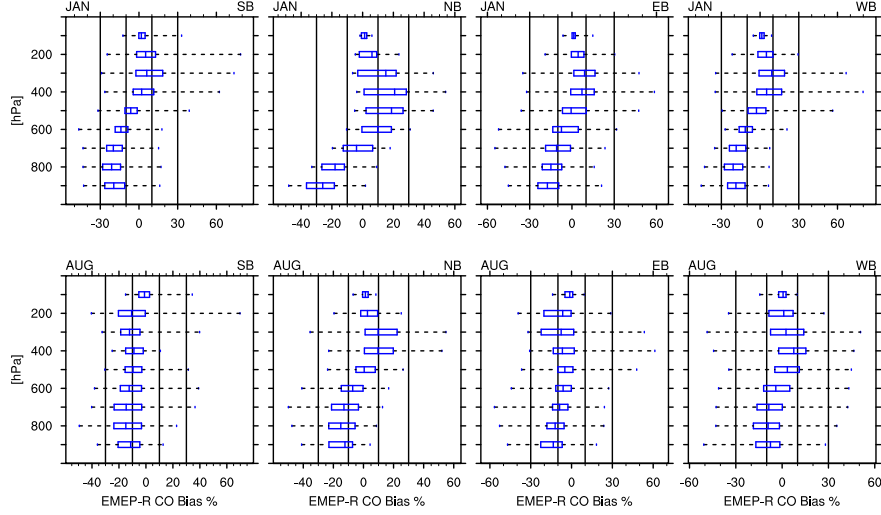 JAN SB JAN NB JAN EB JAN WB
200
400
[hPa]
600
800
-30 0 30 60 -20 0 20 40 60 -60 -30 0 30 60 -30 0 30 60 90
AUG SB AUG NB AUG EB AUG WB
200
400
[hPa]
600
800
-40 -20 0 20 40 60 80 -40 -20 0 20 40 60 -60 -30 0 30 60 -60 -30 0 30 60
EMEP-R CO Bias % EMEP-R CO Bias % EMEP-R CO Bias % EMEP-R CO Bias %